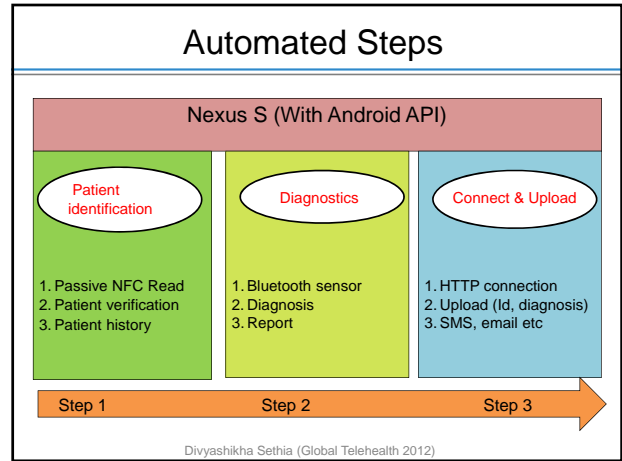 Automated Steps
Nexus S (With Android API)
Patient
identification
1. Passive NFC Read
2. Patient verification
3. Patient history
Diagnostics
1. Bluetooth sensor
2. Diagnosis
3. Report
Connect & Upload
1. HTTP connection
2. Upload (Id, diagnosis)
3. SMS, email etc
Step 1
Step 2
Step 3
Divyashikha Sethia (Global Telehealth 2012)